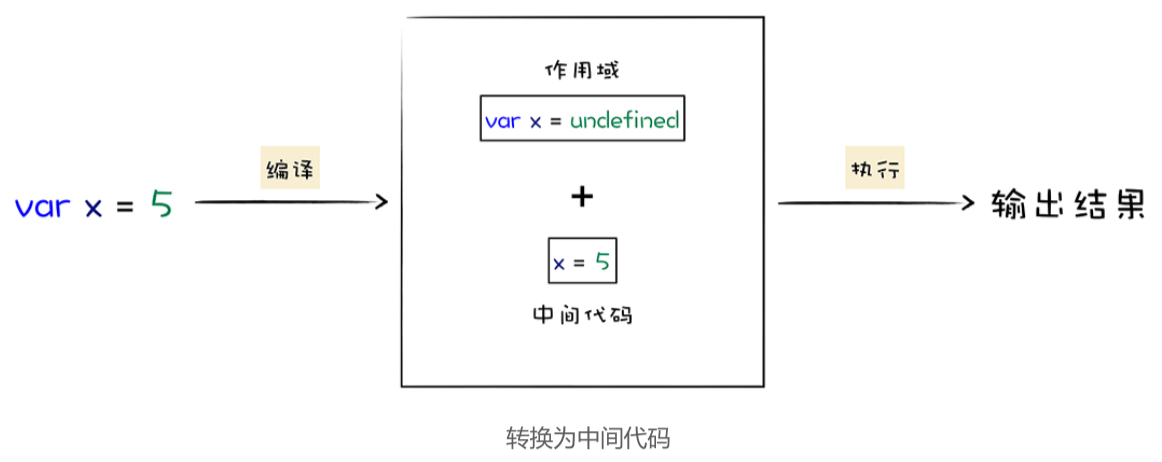 作用域
var x = undefined
编译
执行
var x = 5
+
输出结果
x = 5
中间代码
转换为中间代码